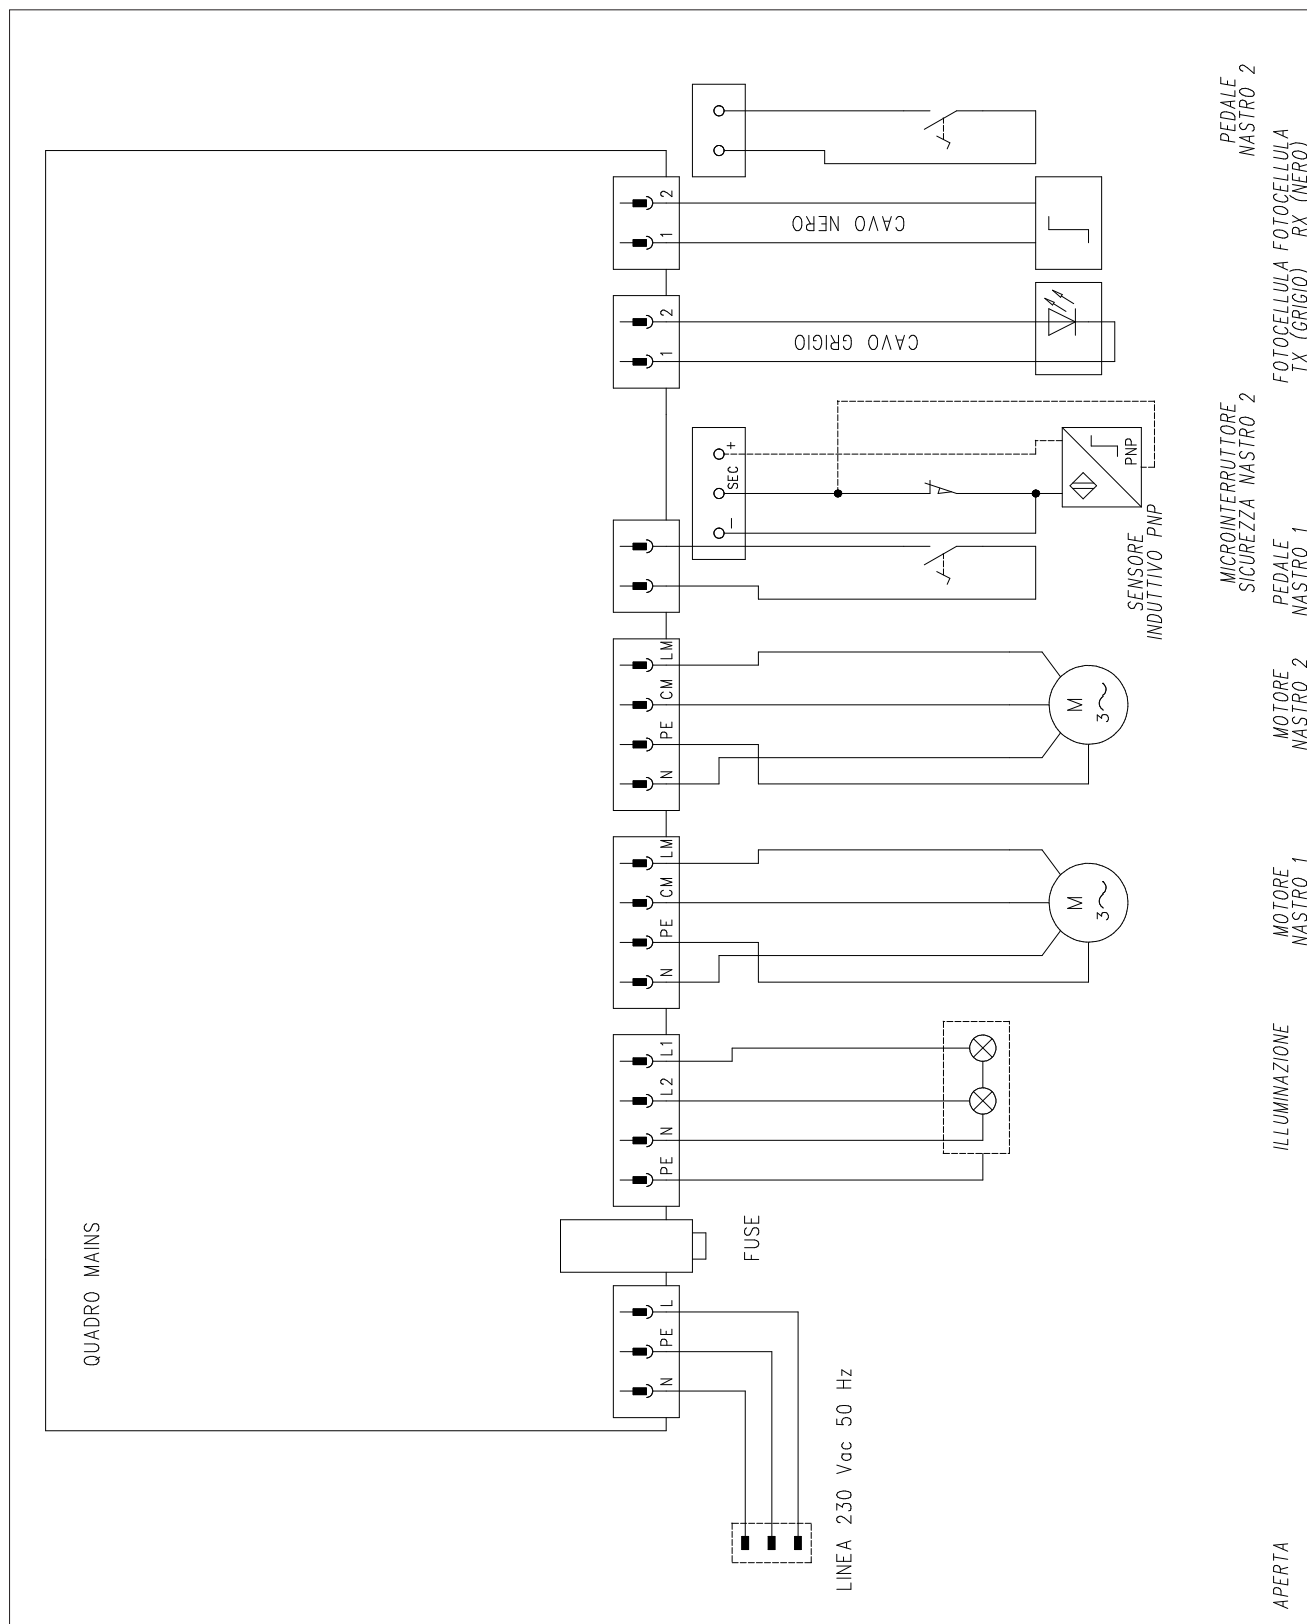 QUADRO MAINS
LINEA 230 Vac 50 Hz
N
PE
L
FUSE
PE
N
L2
L1
N
PE
CM
LM
M
3~
N
PE
CM
LM
M
3~
-
SEC
+
PNP
SENSORE
INDUTTIVO PNP
1
2
CAVO GRIGIO
1
2
CAVO NERO
APERTA
ILLUMINAZIONE
MOTORE
NASTRO 1
MOTORE
NASTRO 2
PEDALE
NASTRO 1
MICROINTERRUTTORE
SICUREZZA NASTRO 2
FOTOCELLULA
TX (GRIGIO)
FOTOCELLULA
RX (NERO)
PEDALE
NASTRO 2